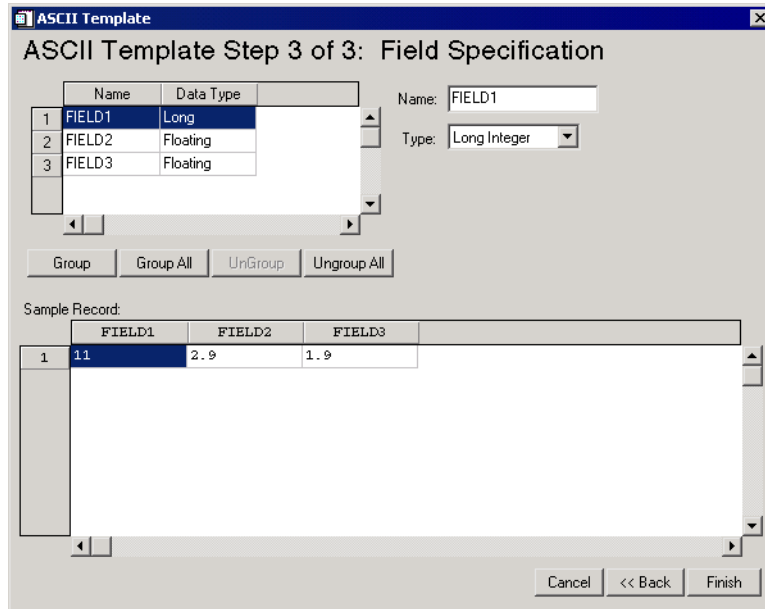 ASCII Template
ASCII Template Step 3 of 3: Field Specification
Name Data Type
1 FIELD1 Long
2 FIELD2 Floating
3 FIELD3 Floating
Name: FIELD1
Type: Long Integer
Group Group All UnGroup Ungroup All
Sample Record:
FIELD1 FIELD2 FIELD3
1 11 2.9 1.9
Cancel << Back Finish